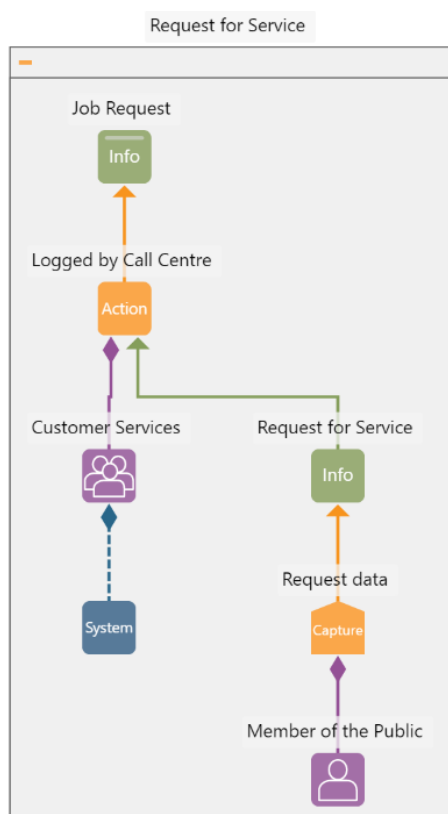 Request for Service
Job Request
Info
Logged by Call Centre
Action
Customer Services
Request for Service
Info
Request data
System
Capture
Member of the Public